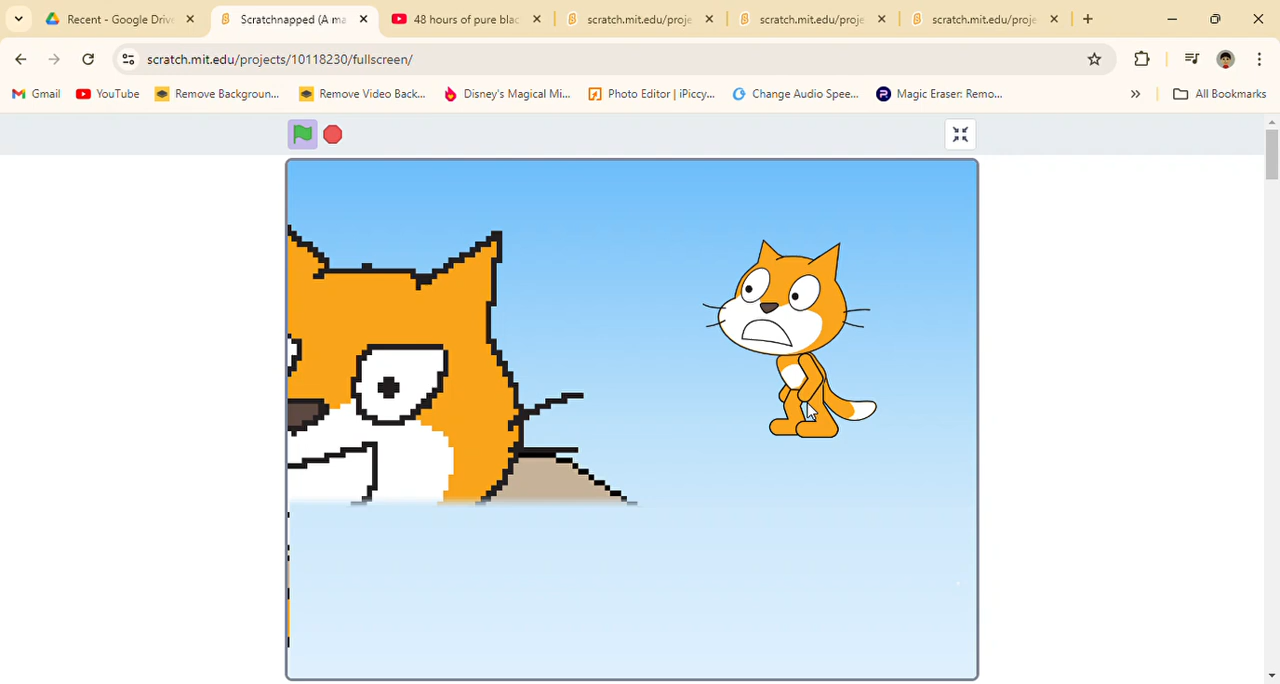 Recent - Google Driv
Scratchnapped (A ma
48 hours of pure blac
scratch.mit.edu/proje
scratch.mit.edu/proje
scratch.mit.edu/proje
scratch.mit.edu/projects/10118230/fullscreen/
Gmail
YouTube
Remove Backgroun...
Remove Video Back...
Disney's Magical Mi...
Photo Editor | iPiccy...
Change Audio Spee...
Magic Eraser: Remo...
All Bookmarks